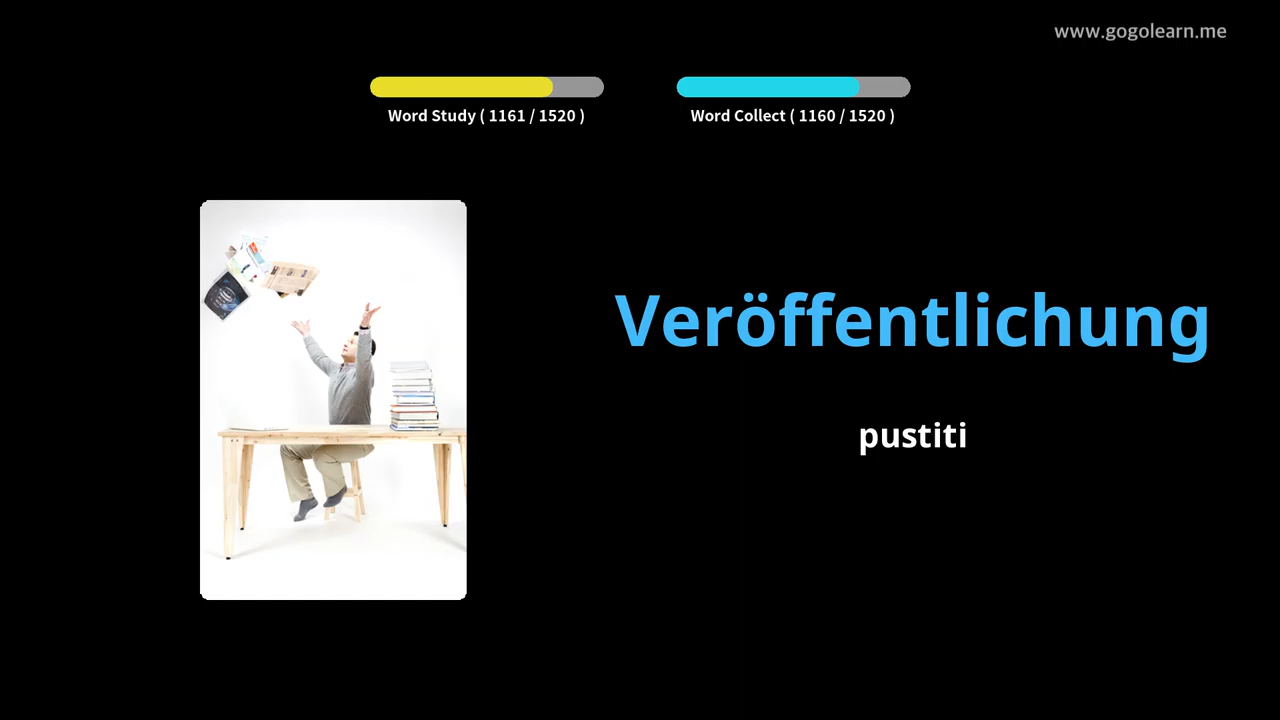 www.gogolearn.me
Word Study ( 1161 / 1520 )
Word Collect ( 1160 / 1520 )
Veröffentlichung
pustiti